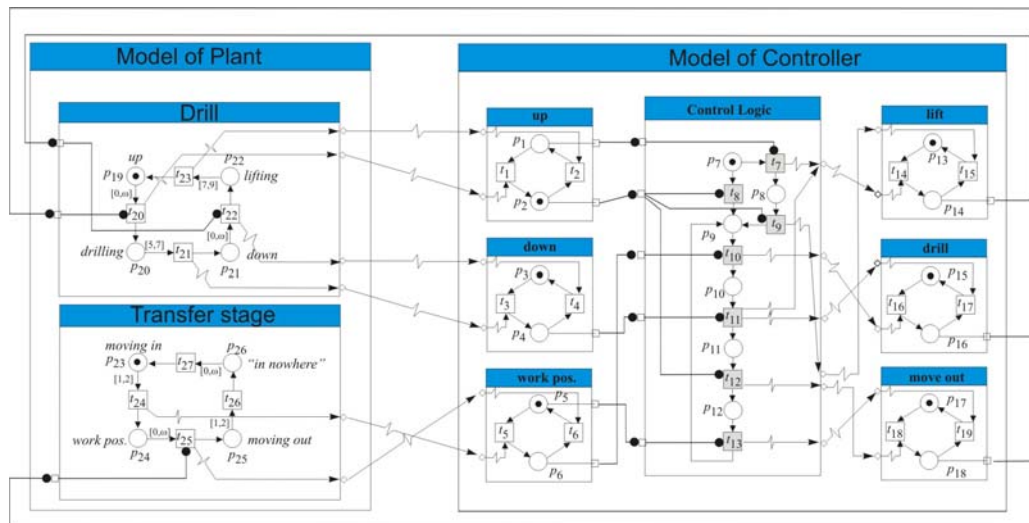 Model of Plant
Drill
up
p19
p22
t23
lifting
[7,9]
[0,ω]
t20
t22
[0,ω]
drilling
[5,7]
t21
down
p20
p21
Transfer stage
moving in
p26
p23
t27
"in nowhere"
[0,ω]
[1,2]
t24
t26
[1,2]
work pos.
[0,ω]
t25
moving out
p24
p25
Model of Controller
up
p1
t1
t2
p2
down
p3
t3
t4
p4
work pos.
p5
t5
t6
p6
Control Logic
p7
t7
t8
p8
p9
t9
t10
p10
t11
p11
t12
p12
t13
lift
p13
t14
t15
p14
drill
p15
t16
t17
p16
move out
p17
t18
t19
p18